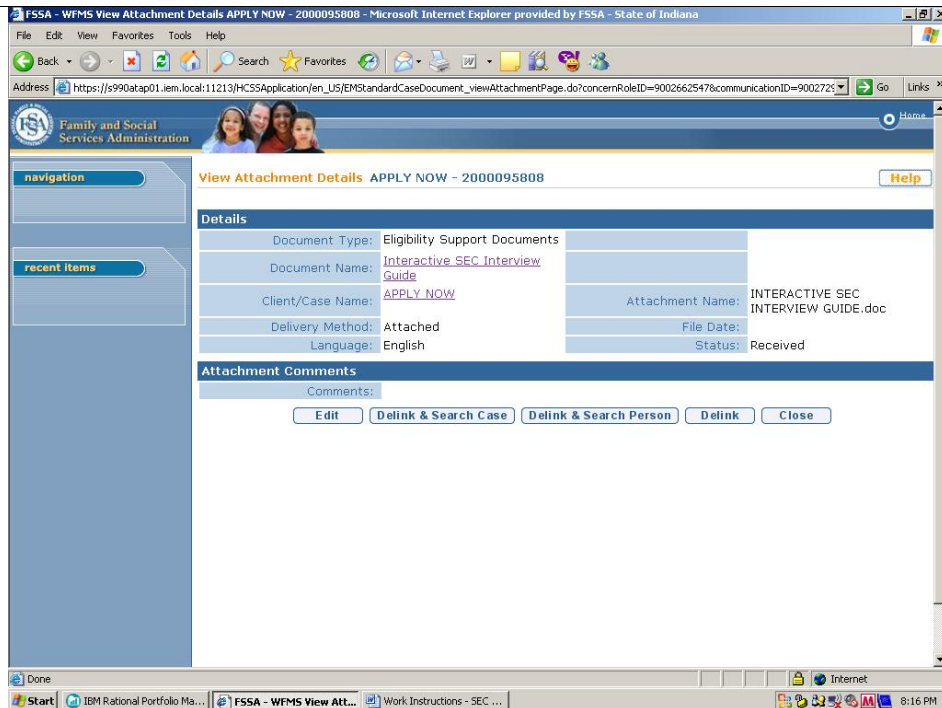 FSSA - WFMS View Attachment Details APPLY NOW - 2000095808 - Microsoft Internet Explorer provided by FSSA - State of Indiana
File Edit View Favorites Tools Help
Back Search Favorites
Address https://s990atap01.iem.local:11213/HCSSApplication/en_US/EMStandardCaseDocument_viewAttachmentPage.do?concernRoleID=9002662547&communicationID=9002729 Go Links
FSSA Family and Social
Services Administration
Home
navigation
recent items
View Attachment Details APPLY NOW - 2000095808 Help
Details
Document Type: Eligibility Support Documents
Document Name: Interactive SEC Interview
Guide
Client/Case Name: APPLY NOW Attachment Name: INTERACTIVE SEC
INTERVIEW GUIDE.doc
Delivery Method: Attached File Date:
Language: English Status: Received
Attachment Comments
Comments:
Edit Delink & Search Case Delink & Search Person Delink Close
Done Internet
Start IBM Rational Portfolio Ma... FSSA - WFMS View Att... Work Instructions - SEC ... 8:16 PM